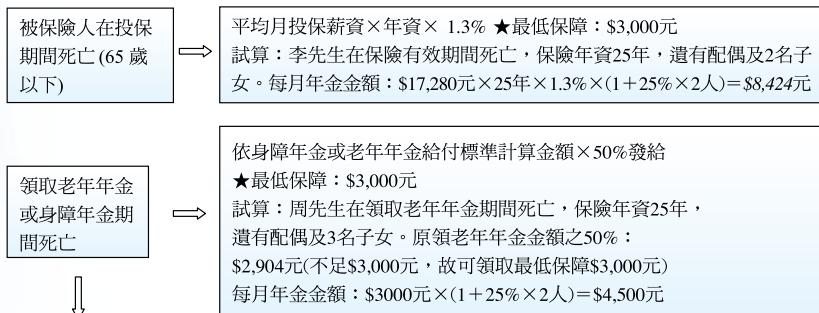 被保險人在投保
期間死亡(65 歲
以下)
平均月投保薪資×年資× 1.3% ★最低保障：$3,000元
試算：李先生在保險有效期間死亡，保險年資25年，遺有配偶及2名子
女。每月年金金額：$17,280元×25年×1.3%×(1＋25%×2人)＝$8,424元
領取老年年金
或身障年金期
間死亡
依身障年金或老年年金給付標準計算金額×50%發給
★最低保障：$3,000元
試算：周先生在領取老年年金期間死亡，保險年資25年，
遺有配偶及3名子女。原領老年年金金額之50%：
$2,904元(不足$3,000元，故可領取最低保障$3,000元)
每月年金金額：$3000元×(1＋25%×2人)＝$4,500元